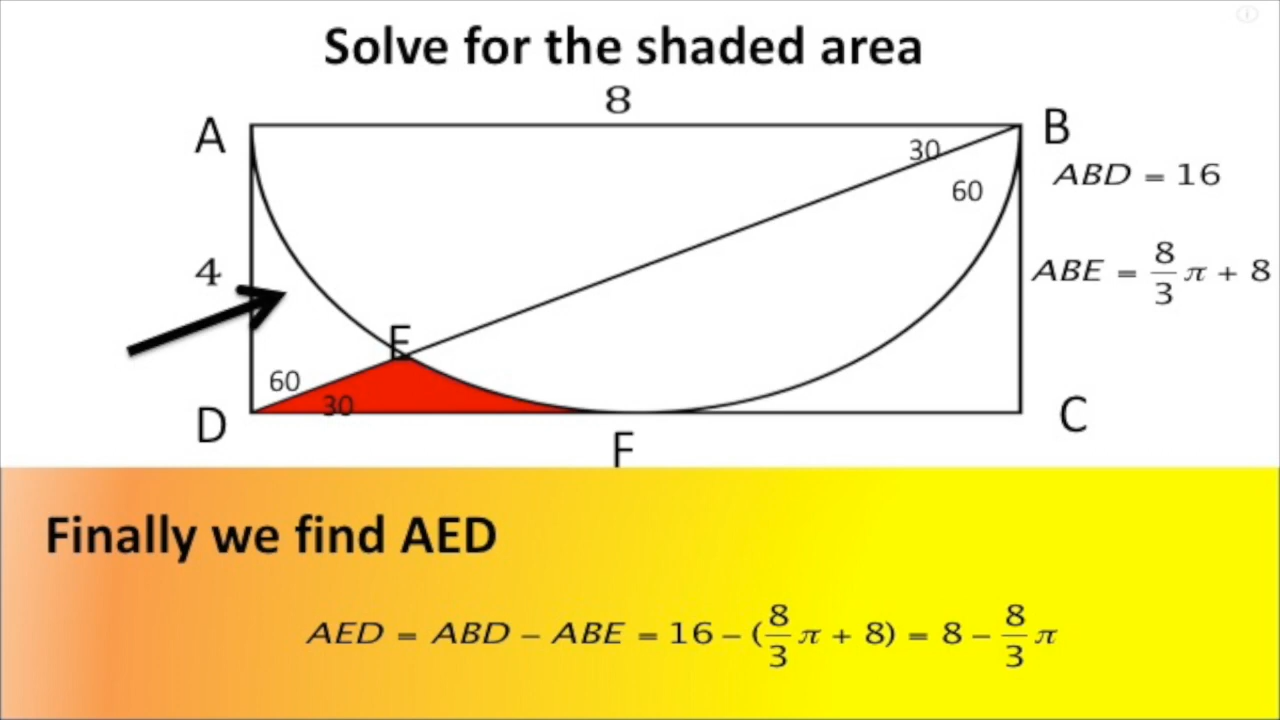 Solve for the shaded area
8
A
B
30
ABD = 16
60
4
ABE = 8/3 π + 8
E
60
30
D
C
F
Finally we find AED
AED = ABD – ABE = 16 – (8/3 π + 8) = 8 – 8/3 π